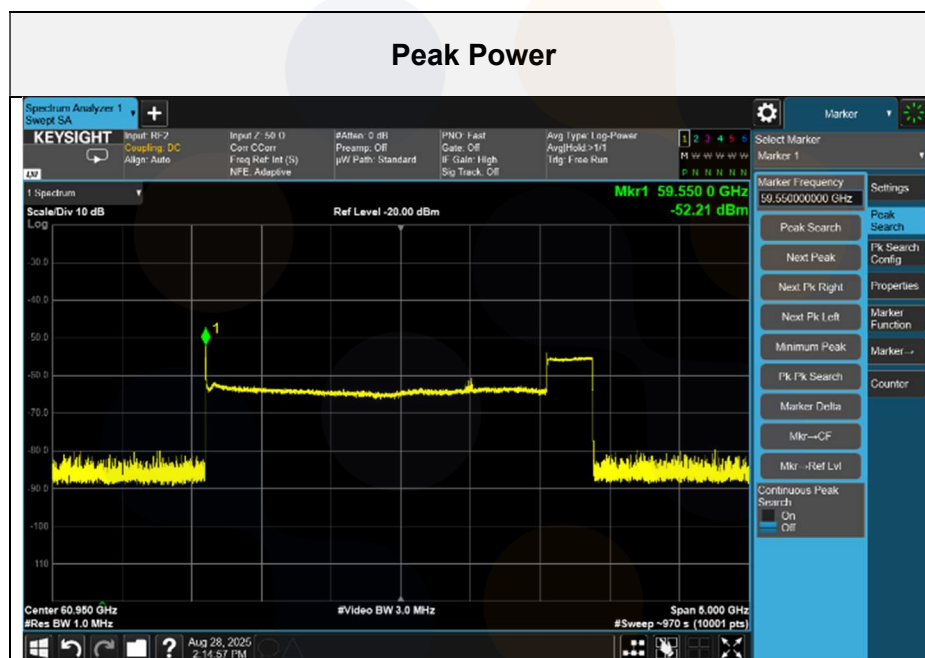 Peak Power
Spectrum Analyzer 1
Swept SA
Marker
KEYSIGHT
Input: RF2
Coupling: DC
Align: Auto
Input Z: 50 Ω
Corr CCorr
Freq Ref: Int (S)
NFE: Adaptive
#Atten: 0 dB
Preamp: Off
µW Path: Standard
PNO: Fast
Gate: Off
IF Gain: High
Sig Track: Off
Avg Type: Log-Power
Avg|Hold:>1/1
Trig: Free Run
1 2 3 4 5 6
M W W W W W
P N N N N N
LXI
Select Marker
Marker 1
1 Spectrum
Mkr1 59.550 0 GHz
Scale/Div 10 dB
Ref Level -20.00 dBm
-52.21 dBm
Log
-30.0
-40.0
50.0
-50.0
-70.0
-80.0
-90.0
-100
110
1
Center 60.950 GHz
#Video BW 3.0 MHz
Span 5.000 GHz
#Res BW 1.0 MHz
#Sweep ~970 s (10001 pts)
Marker Frequency
59.550000000 GHz
Peak Search
Next Peak
Next Pk Right
Next Pk Left
Minimum Peak
Pk-Pk Search
Marker Delta
Mkr→CF
Mkr→Ref Lvl
Continuous Peak
Search
On
Off
Settings
Peak
Search
Pk Search
Config
Properties
Marker
Function
Marker→
Counter
Aug 28, 2025
2:14:57 PM